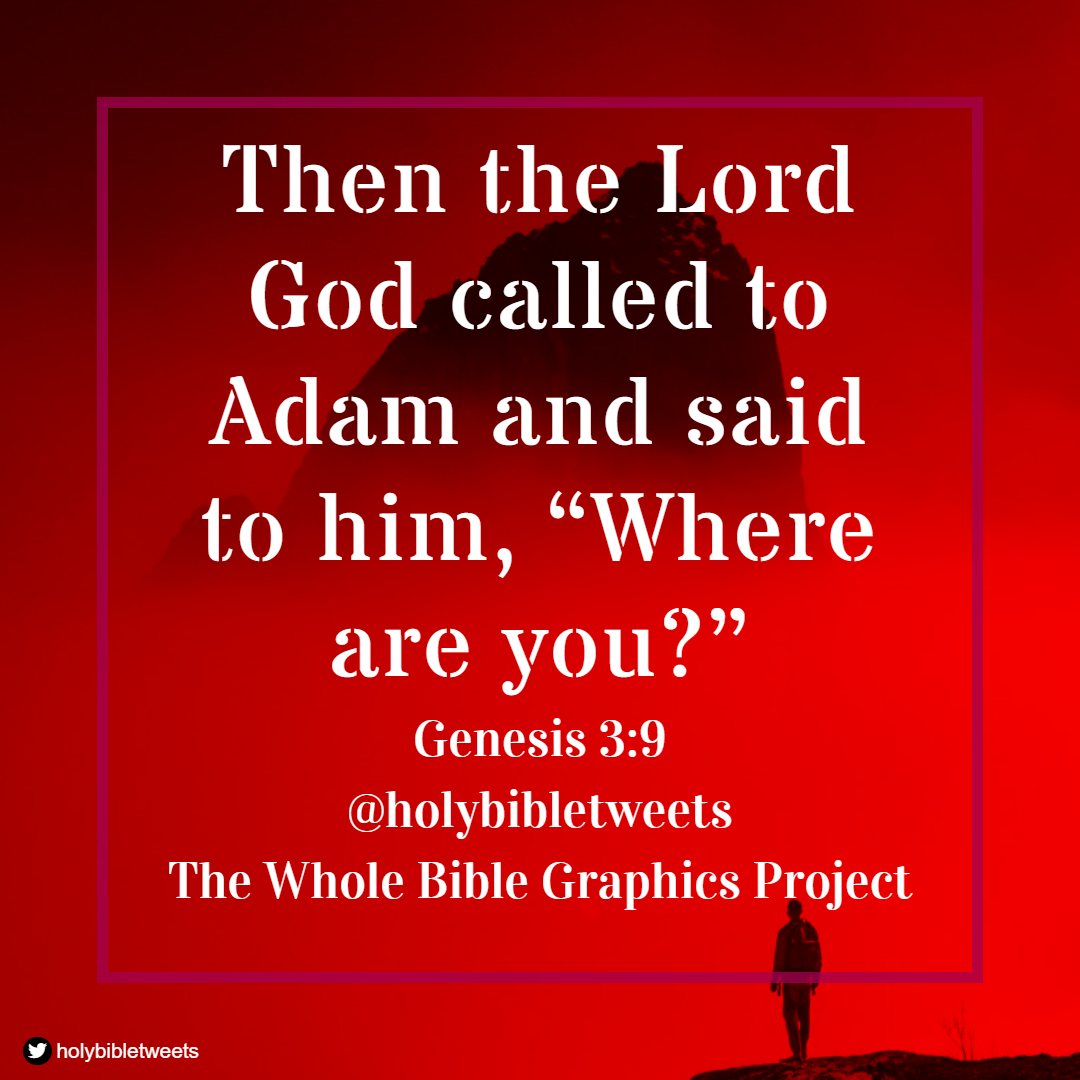 Then the Lord
God called to
Adam and said
to him, “Where
are you?”
Genesis 3:9
@holybibletweets
The Whole Bible Graphics Project
holybibletweets